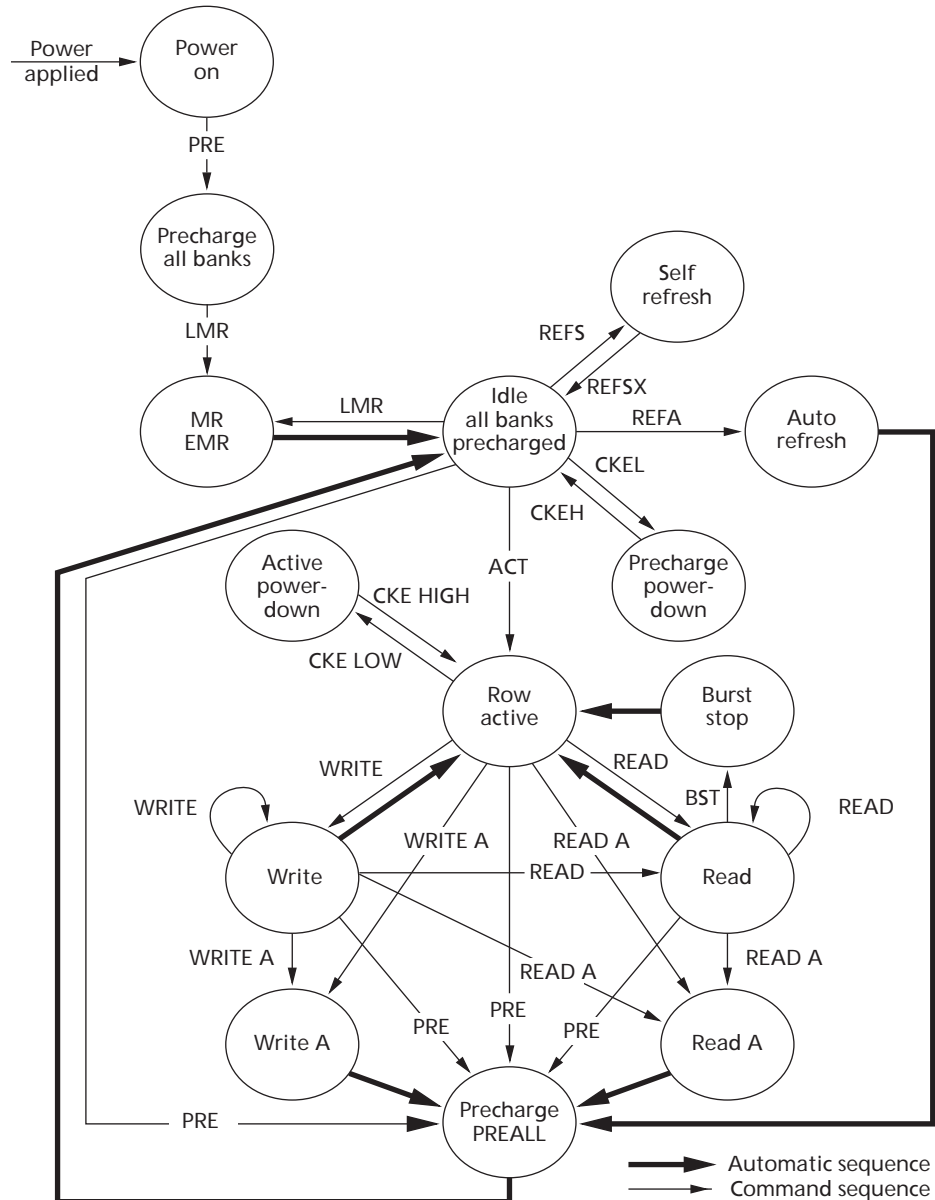 Power
applied
Power
on
PRE
Precharge
all banks
LMR
Self
refresh
REFS
REFSX
MR
EMR
LMR
Idle
all banks
precharged
REFA
Auto
refresh
CKEL
CKEH
ACT
Active
power-
down
CKE HIGH
CKE LOW
Precharge
power-
down
Row
active
Burst
stop
WRITE
READ
BST
WRITE
READ
WRITE A
READ A
Write
READ
Read
WRITE A
READ A
READ A
PRE
PRE
PRE
Write A
Read A
PRE
Precharge
PREALL
Automatic sequence
Command sequence